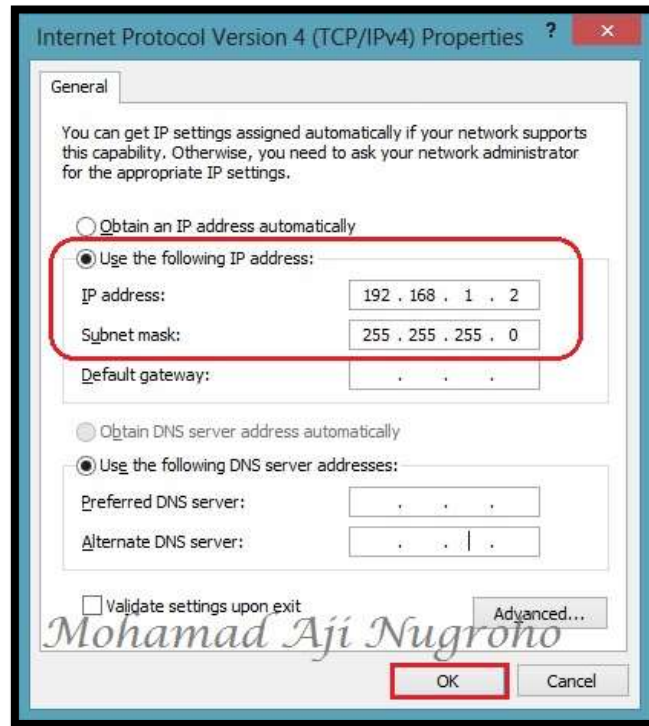 Internet Protocol Version 4 (TCP/IPv4) Properties ? ×
General
You can get IP settings assigned automatically if your network supports
this capability. Otherwise, you need to ask your network administrator
for the appropriate IP settings.
Obtain an IP address automatically
Use the following IP address:
IP address: 192 . 168 . 1 . 2
Subnet mask: 255 . 255 . 255 . 0
Default gateway: . . .
Obtain DNS server address automatically
Use the following DNS server addresses:
Preferred DNS server: . . .
Alternate DNS server: . . .
Validate settings upon exit
Advanced...
Mohamad Aji Nugroho
OK Cancel